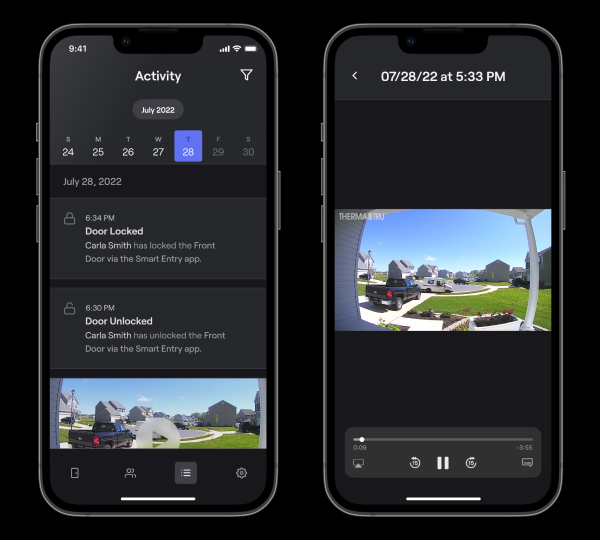 9:41
Activity
July 2022
S M T W T F S
24 25 26 27 28 29 30
July 28, 2022
6:34 PM
Door Locked
Carla Smith has locked the Front
Door via the Smart Entry app.
6:30 PM
Door Unlocked
Carla Smith has unlocked the Front
Door via the Smart Entry app.
07/28/22 at 5:33 PM
THERMA TRU
0:09 -3:55
15 15